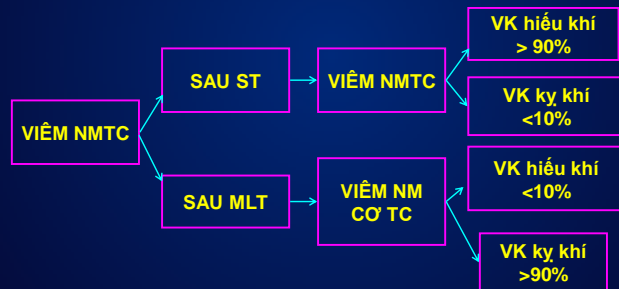 VIÊM NMTC
SAU ST
VIÊM NMTC
VK hiếu khí
> 90%
VK kỵ khí
<10%
SAU MLT
VIÊM NM
CƠ TC
VK hiếu khí
<10%
VK kỵ khí
>90%